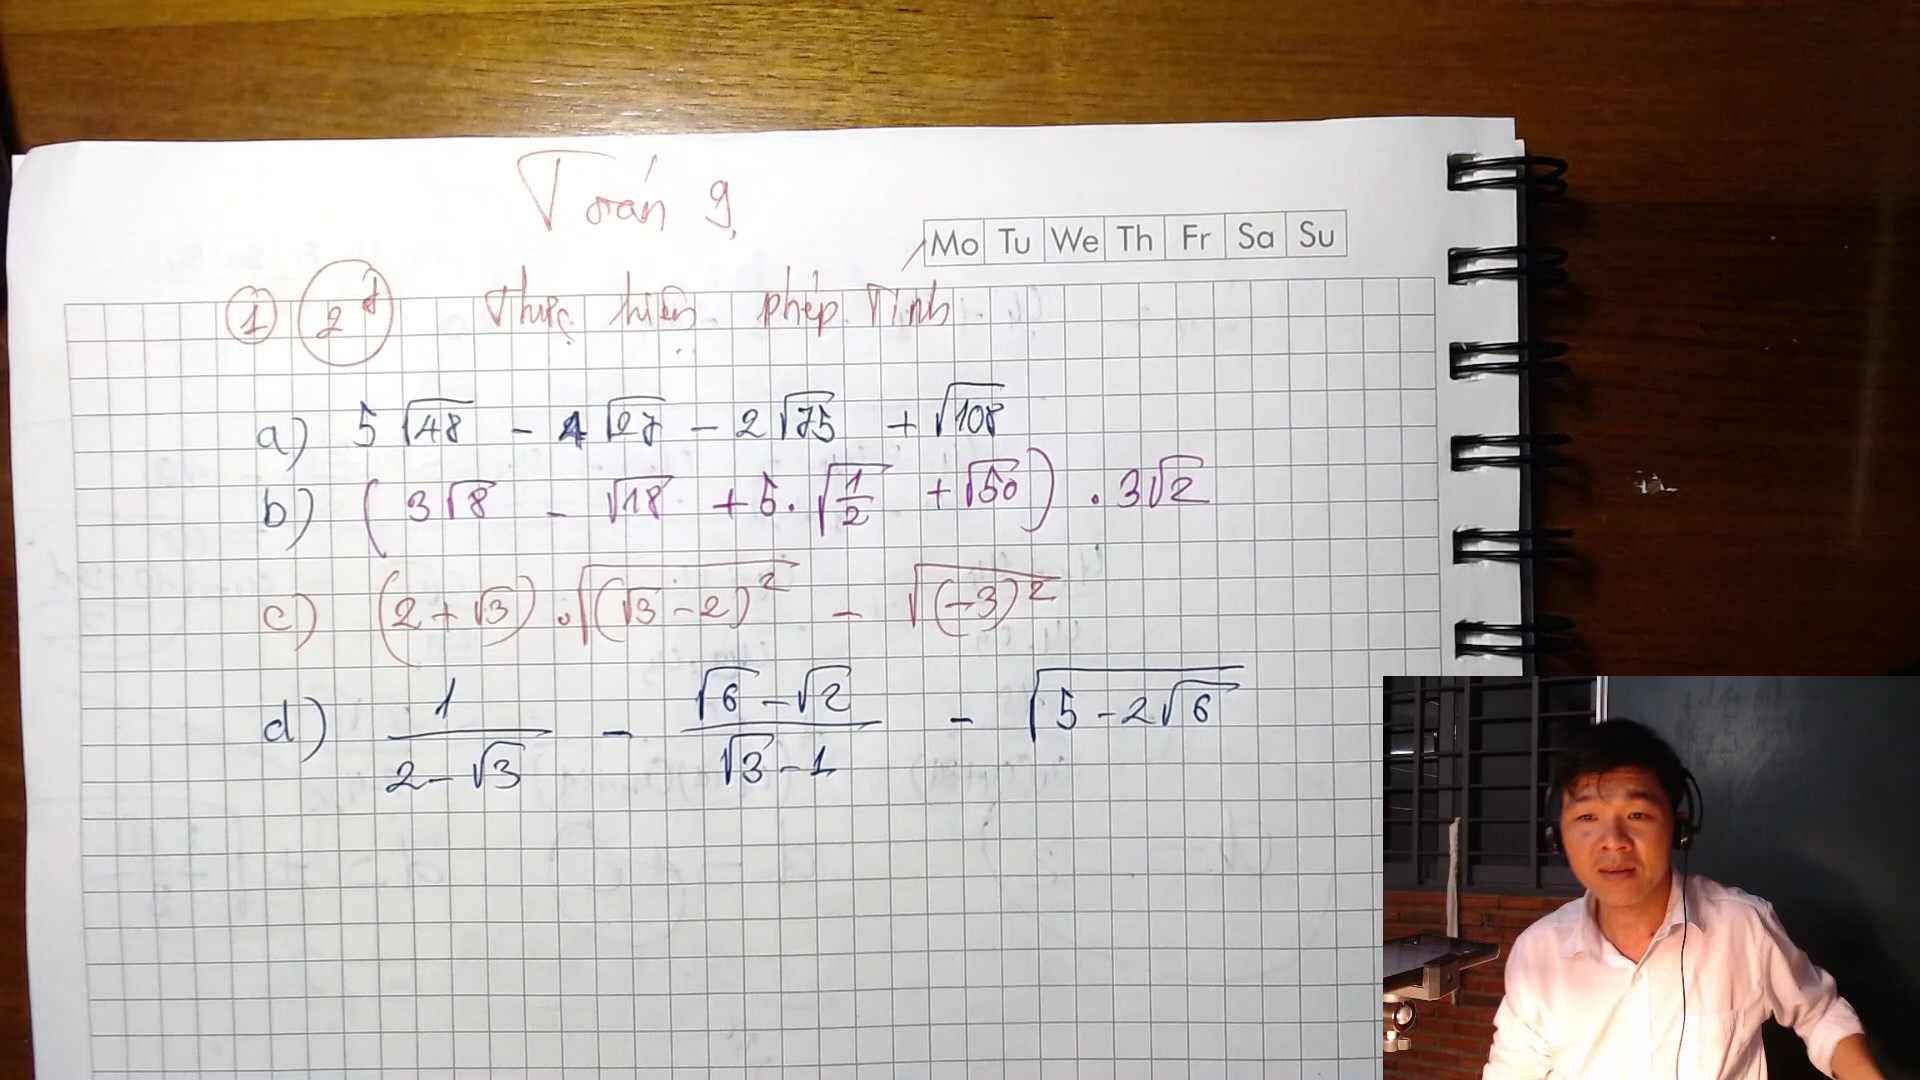 Toán 9
Mo Tu We Th Fr Sa Su
① 2đ Thực hiện phép tính
a) 5√48 - 4√27 - 2√75 + √108
b) (3√8 - √18 + 5.√(1/2) + √50) . 3√2
c) (2 + √3) . √((√3 - 2)²) - √((-3)²)
d) 1/(2 - √3) - (√6 - √2)/(√3 - 1) - √(5 - 2√6)